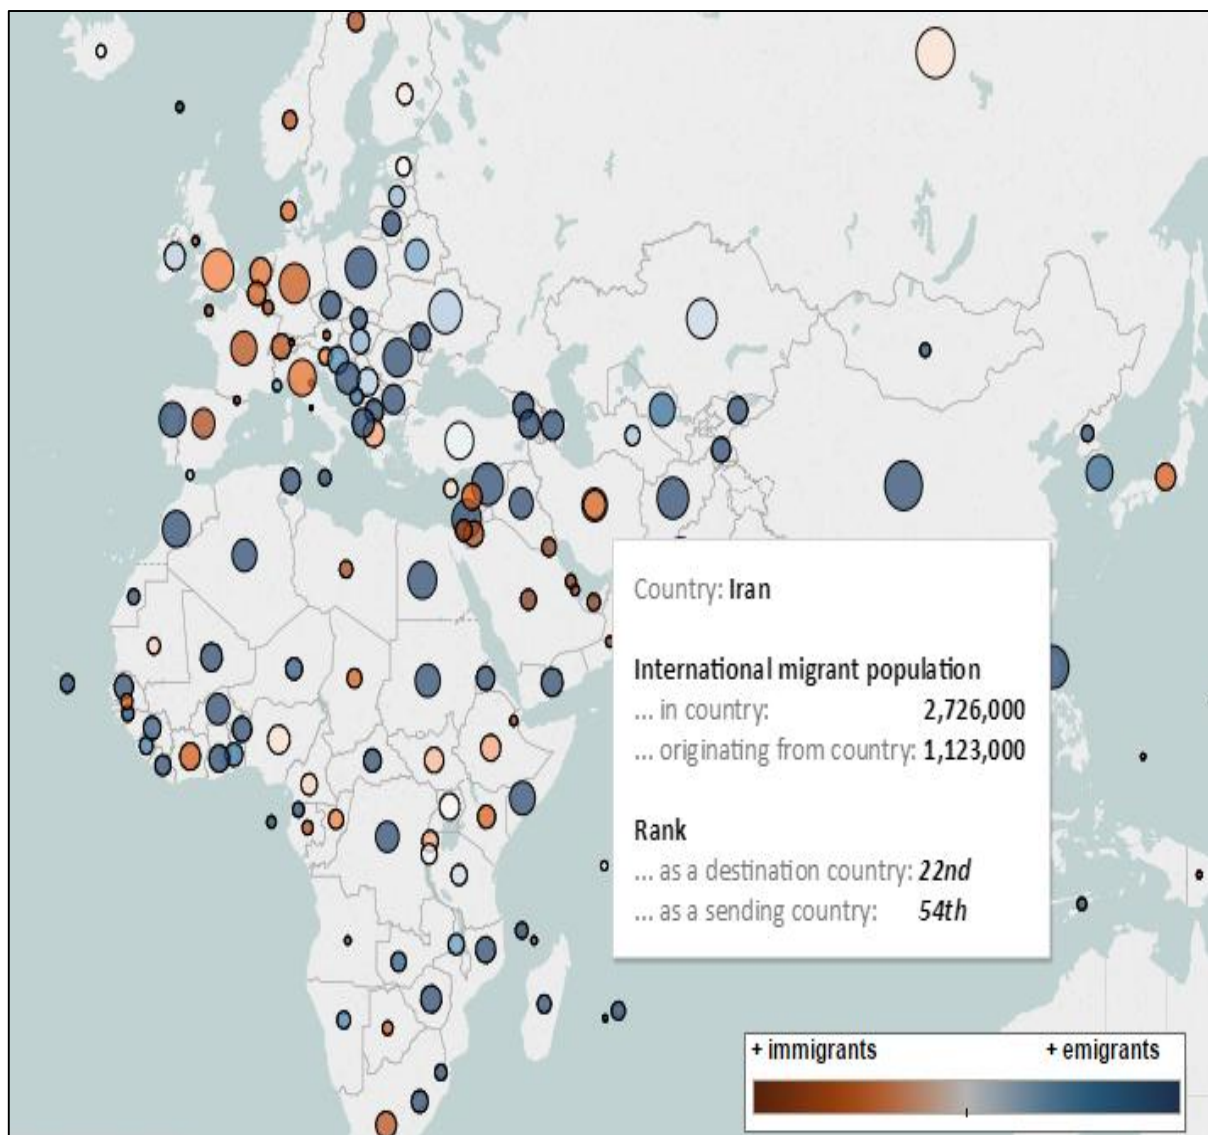 Country: Iran
International migrant population
... in country: 2,726,000
... originating from country: 1,123,000
Rank
... as a destination country: 22nd
... as a sending country: 54th
+ immigrants + emigrants